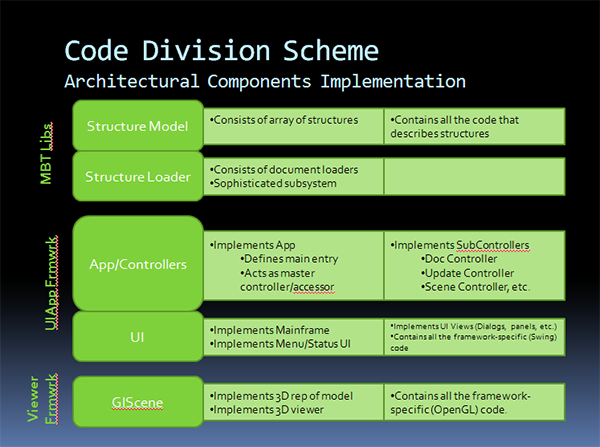 Code Division Scheme
Architectural Components Implementation
MBT Libs
Structure Model
•Consists of array of structures
•Contains all the code that
describes structures
Structure Loader
•Consists of document loaders
•Sophisticated subsystem
UIApp Frmwrk
App/Controllers
•Implements App
•Defines main entry
•Acts as master
controller/accessor
•Implements SubControllers
•Doc Controller
•Update Controller
•Scene Controller, etc.
UI
•Implements Mainframe
•Implements Menu/Status UI
•Implements UI Views (Dialogs, panels, etc.)
•Contains all the framework-specific (Swing)
code
Viewer
Frmwrk
GlScene
•Implements 3D rep of model
•Implements 3D viewer
•Contains all the framework-
specific (OpenGL) code.